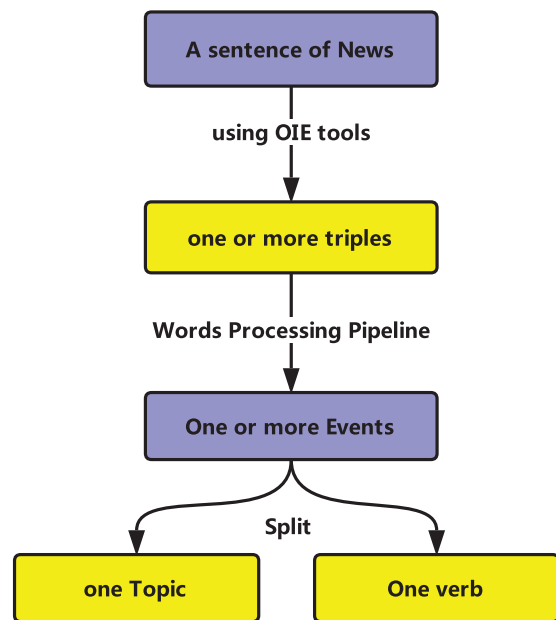 A sentence of News
using OIE tools
one or more triples
Words Processing Pipeline
One or more Events
Split
one Topic
One verb